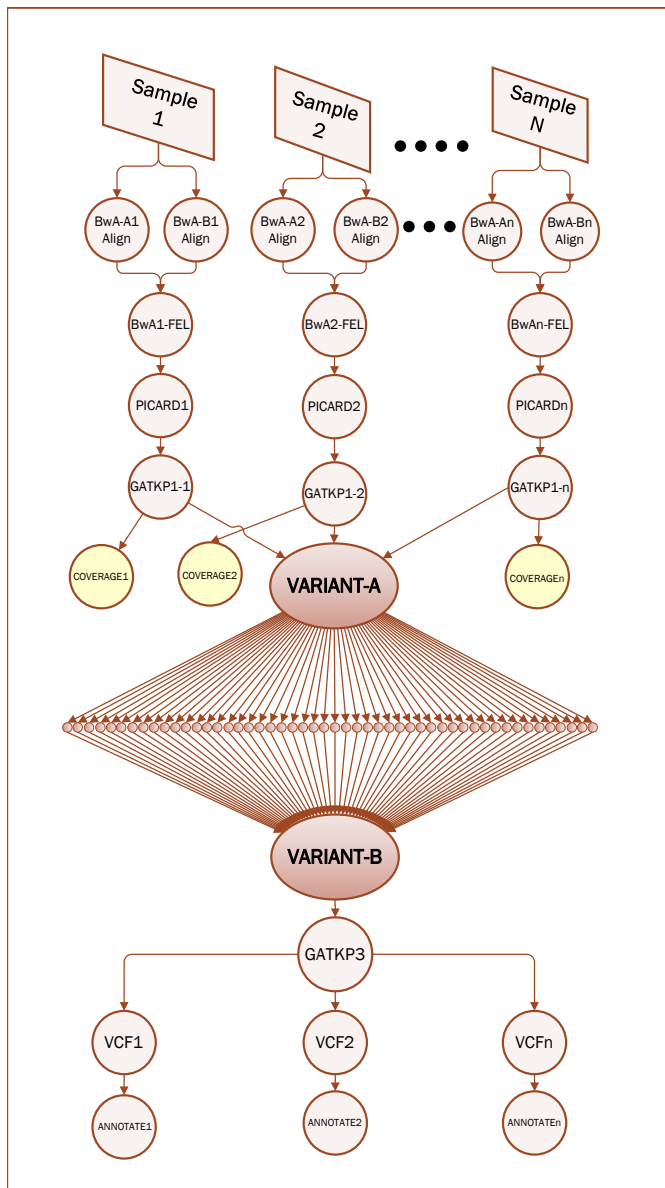 Sample
1
Sample
2
Sample
N
BwA-A1
Align
BwA-B1
Align
BwA-A2
Align
BwA-B2
Align
BwA-An
Align
BwA-Bn
Align
BwA1-FEL
BwA2-FEL
BwAn-FEL
PICARD1
PICARD2
PICARDn
GATKP1-1
GATKP1-2
GATKP1-n
COVERAGE1
COVERAGE2
VARIANT-A
COVERAGEn
VARIANT-B
GATKP3
VCF1
VCF2
VCFn
ANNOTATE1
ANNOTATE2
ANNOTATEn